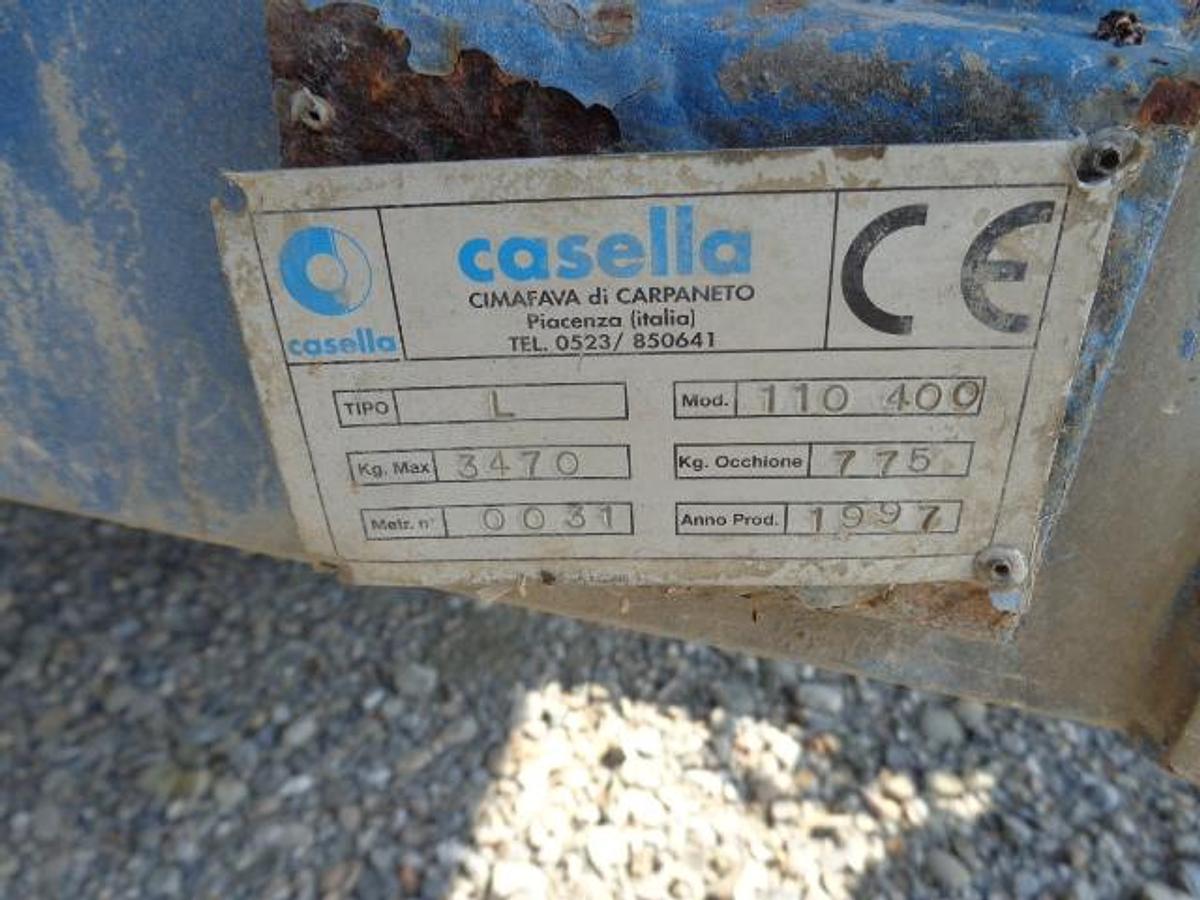 casella
casella
CIMAFAVA di CARPANETO
Piacenza (italia)
TEL. 0523/ 850641
CE
TIPO L
Mod. 110 400
Kg. Max 3470
Kg. Occhione 775
Matr. n° 0031
Anno Prod. 1997